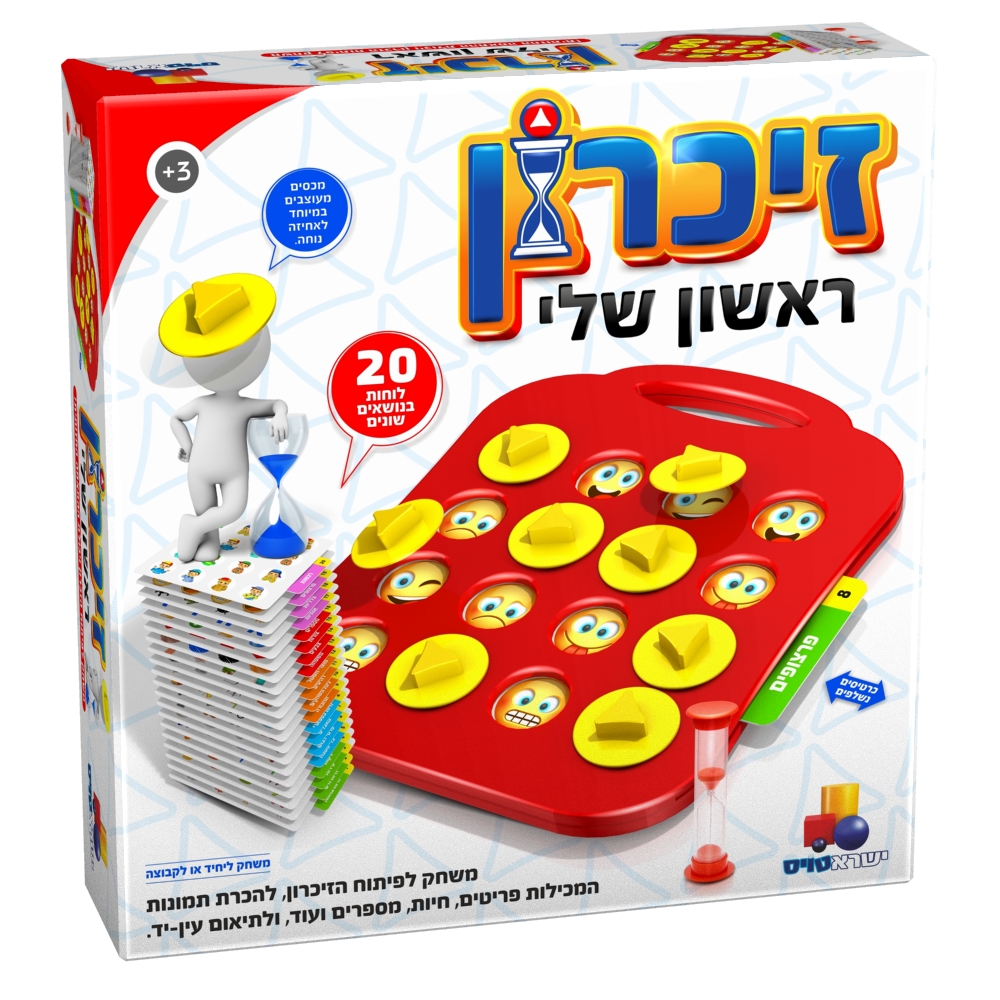 זיכרון
ראשון שלי
3+
מכסים
מעוצבים
במיוחד
לאחיזה
נוחה.
20
לוחות
בנושאים
שונים
פרצופים
8
כרטיסים
נשלפים
ישראטויס
משחק ליחיד או לקבוצה
משחק לפיתוח הזיכרון, להכרת תמונות
המכילות פריטים, חיות, מספרים ועוד, ולתיאום עין-יד.